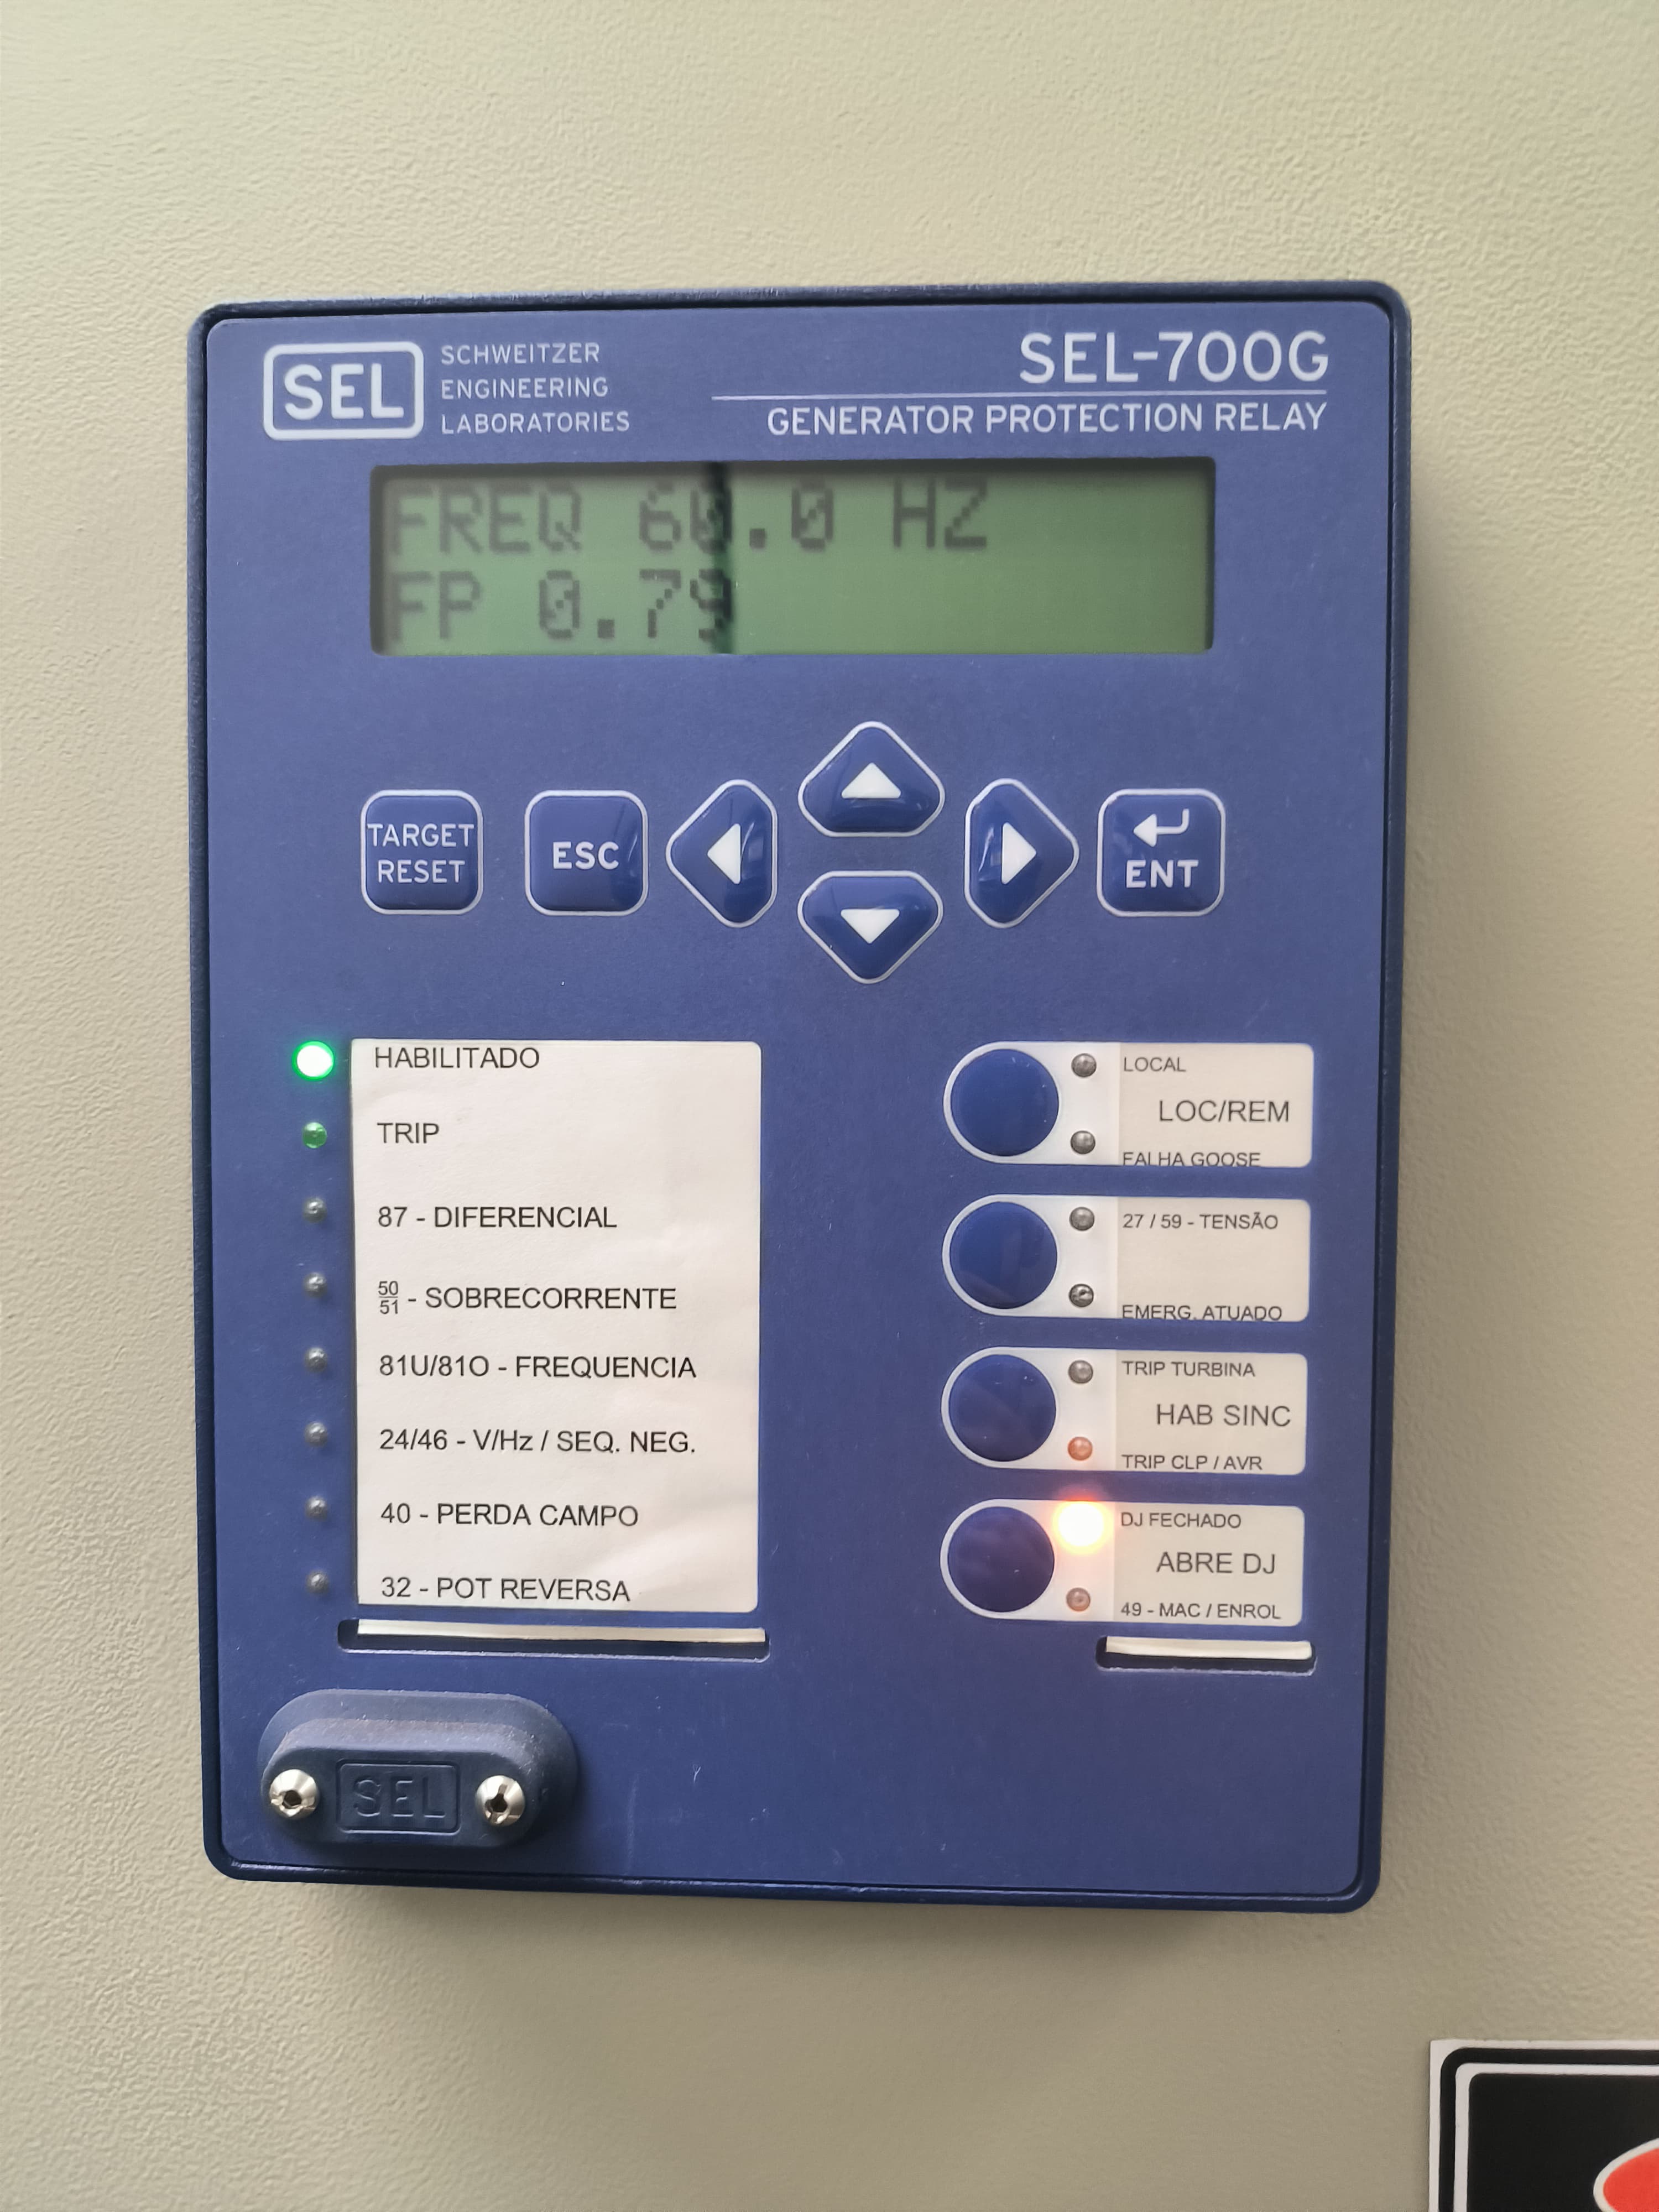 SEL
SCHWEITZER
ENGINEERING
LABORATORIES
SEL-700G
GENERATOR PROTECTION RELAY
FREQ 60.0 HZ
FP 0.79
TARGET
RESET
ESC
ENT
HABILITADO
TRIP
87 - DIFERENCIAL
50
51 - SOBRECORRENTE
81U/81O - FREQUENCIA
24/46 - V/Hz / SEQ. NEG.
40 - PERDA CAMPO
32 - POT REVERSA
LOCAL
LOC/REM
FALHA GOOSE
27 / 59 - TENSÃO
EMERG. ATUADO
TRIP TURBINA
HAB SINC
TRIP CLP / AVR
DJ FECHADO
ABRE DJ
49 - MAC / ENROL
SEL